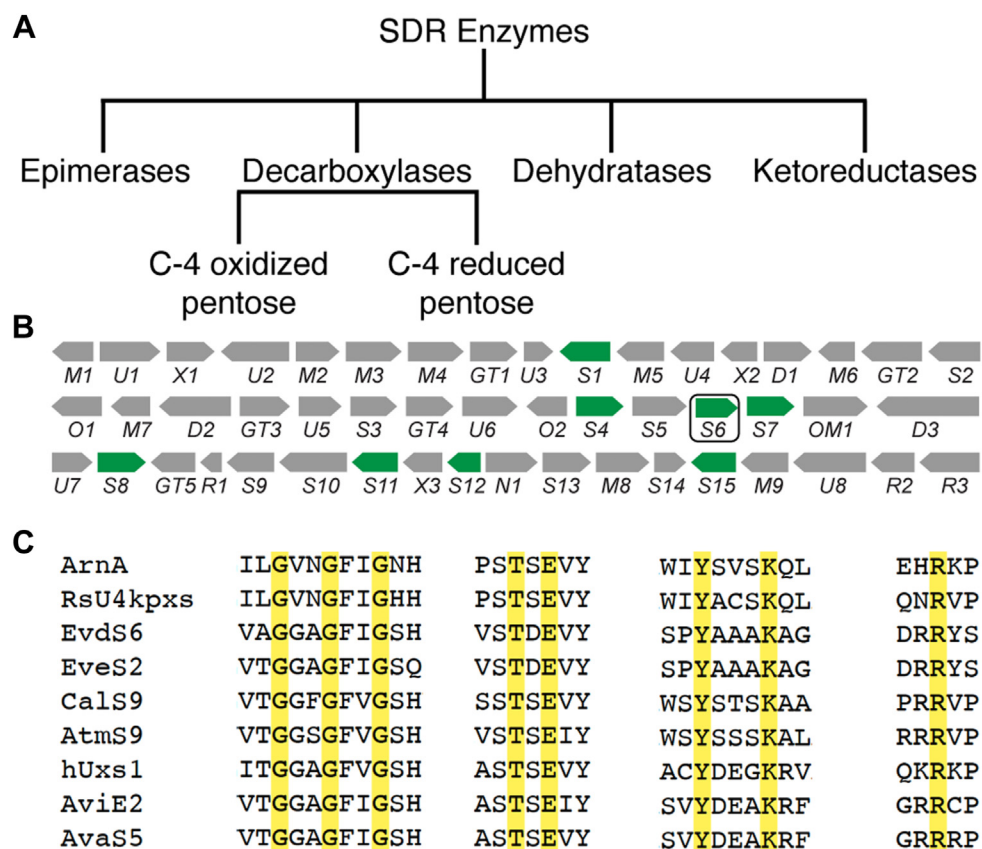 A
SDR Enzymes
Epimerases Decarboxylases Dehydratases Ketoreductases
C-4 oxidized pentose
C-4 reduced pentose
B
M1 U1 X1 U2 M2 M3 M4 GT1 U3 S1 M5 U4 X2 D1 M6 GT2 S2
O1 M7 D2 GT3 U5 S3 GT4 U6 O2 S4 S5 S6 S7 OM1 D3
U7 S8 GT5 R1 S9 S10 S11 X3 S12 N1 S13 M8 S14 S15 M9 U8 R2 R3
C
ArnA ILGVNGFIGNH PSTSEVY WIYSVSKQL EHRKP
RsU4kpxs ILGVNGFIGHH PSTSEVY WIYACSKQL QNRVP
EvdS6 VAGGAGFIGSH VSTDEVY SPYAAAKAG DRRYS
EveS2 VTGGAGFIGSQ VSTDEVY SPYAAAKAG DRRYS
CalS9 VTGGFGFVGSH SSTSEVY WSYSTSKAA PRRVP
AtmS9 VTGGSGFVGSH VSTSEIY WSYSSSKAL RRRVP
hUxs1 ITGGAGFVGSH ASTSEVY ACYDEGKRV QKRKP
AviE2 VTGGAGFIGSH ASTSEIY SVYDEAKRF GRRCP
AvaS5 VTGGAGFIGSH ASTSEVY SVYDEAKRF GRRRP